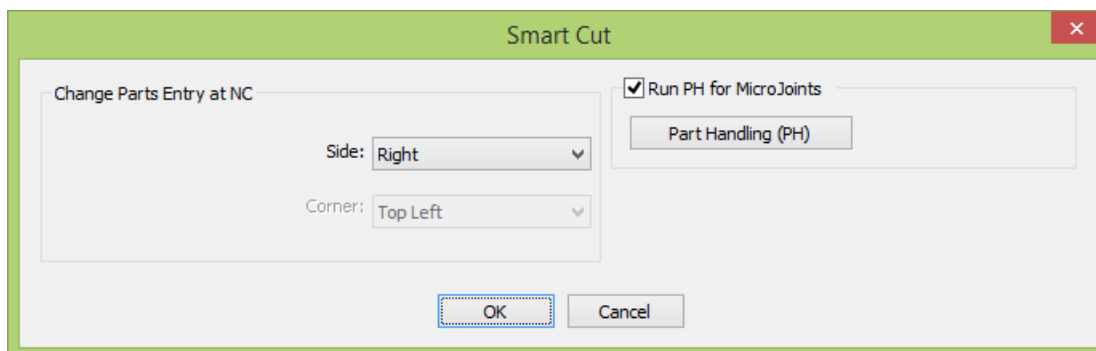 Smart Cut
Change Parts Entry at NC
Side: Right
Corner: Top Left
Run PH for MicroJoints
Part Handling (PH)
OK
Cancel